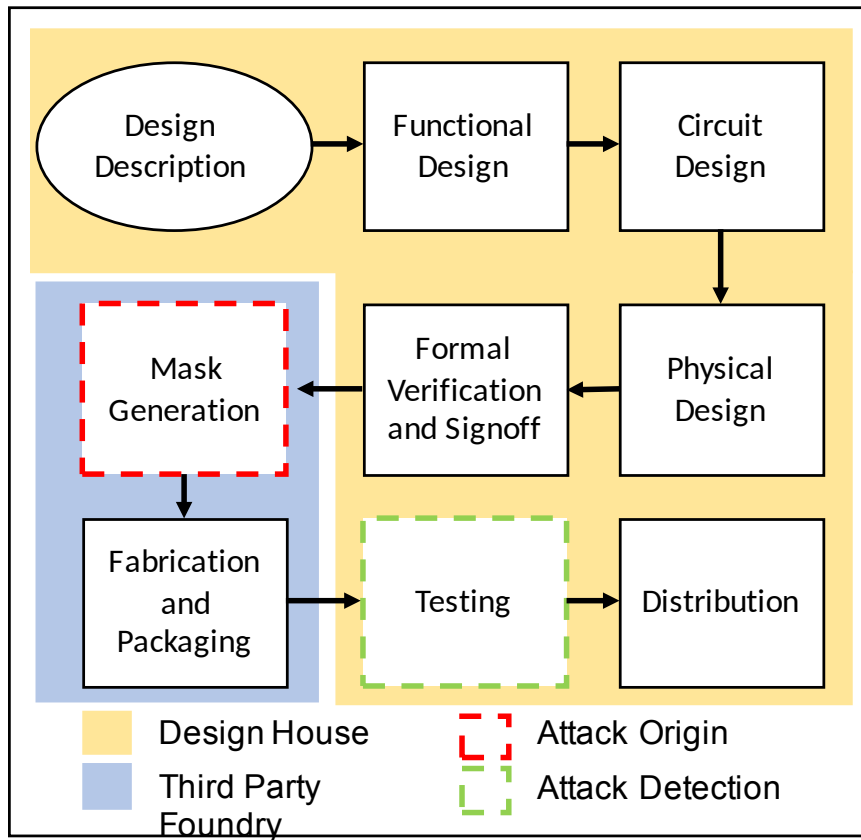 Design
Description
Functional
Design
Circuit
Design
Mask
Generation
Formal
Verification
and Signoff
Physical
Design
Fabrication
and
Packaging
Testing
Distribution
Design House
Attack Origin
Third Party
Foundry
Attack Detection